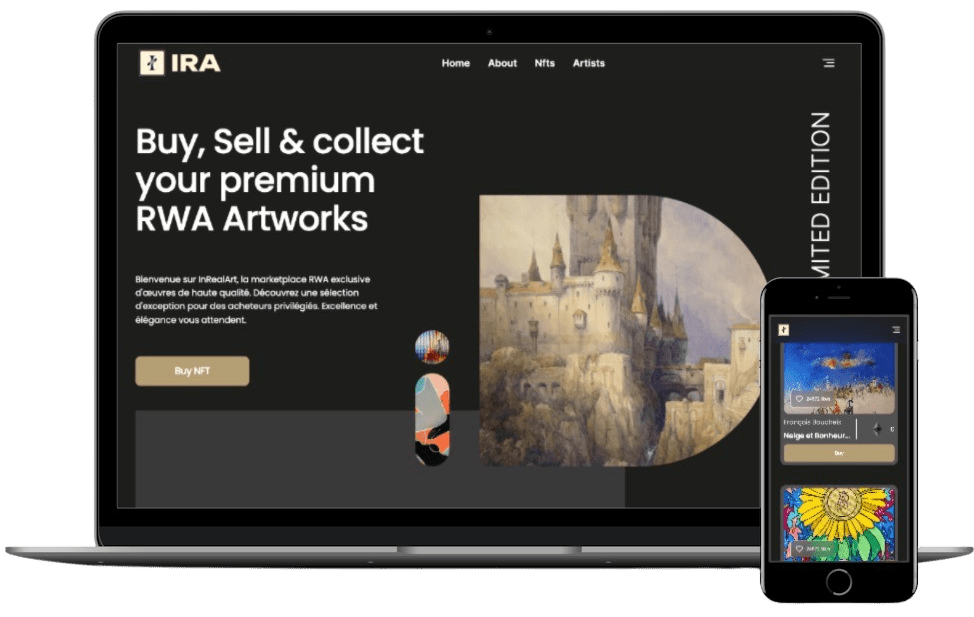 IRA
Home About Nfts Artists
Buy, Sell & collect
your premium
RWA Artworks
Bienvenue sur InRealArt, la marketplace RWA exclusive
d'œuvres de haute qualité. Découvrez une sélection
d'exception pour des acheteurs privilégiés. Excellence et
élégance vous attendent.
Buy NFT
MITED EDITION
François Boucheix
Neige et Bonheur...
Buy